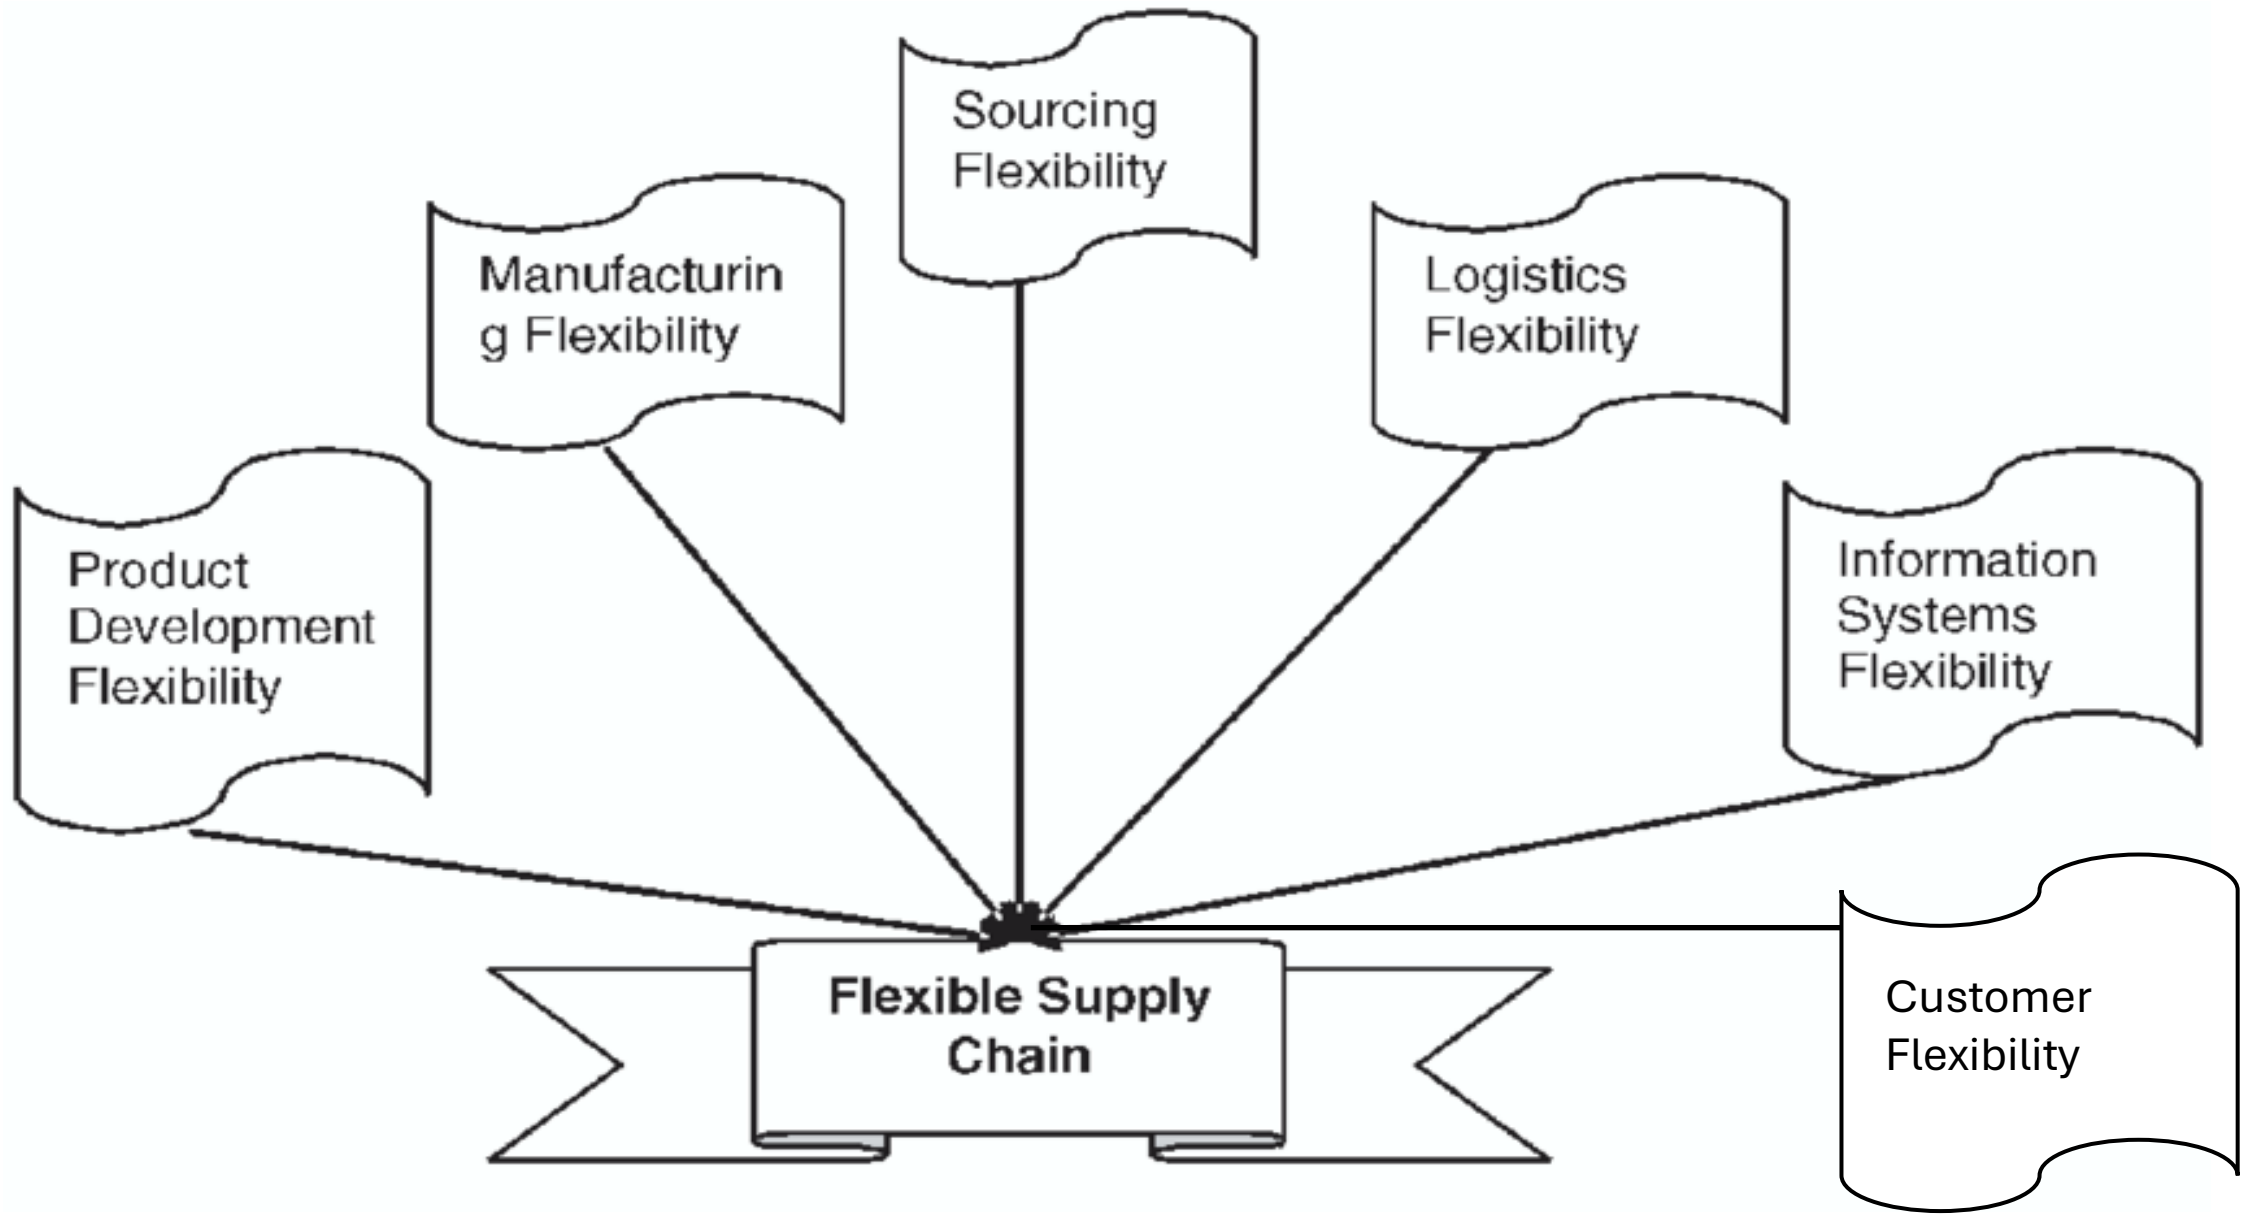 Sourcing
Flexibility
Manufacturin
g Flexibility
Logistics
Flexibility
Product
Development
Flexibility
Information
Systems
Flexibility
Flexible Supply
Chain
Customer
Flexibility